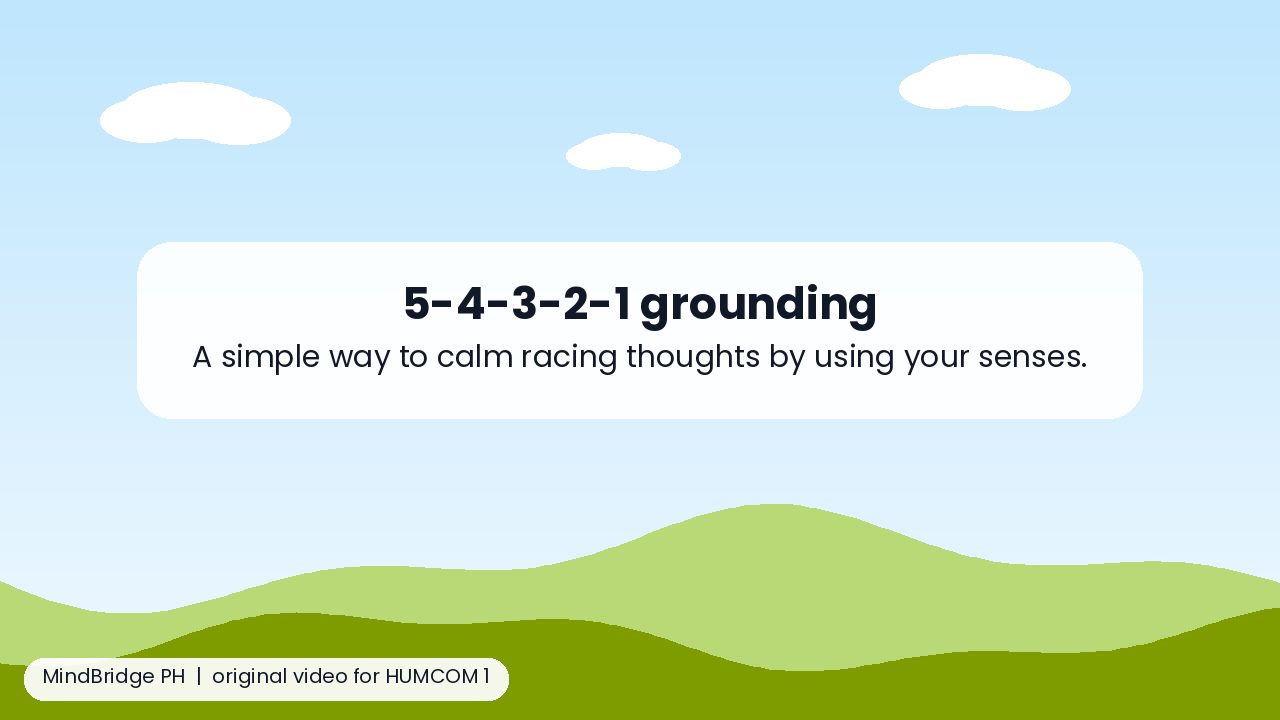 5-4-3-2-1 grounding
A simple way to calm racing thoughts by using your senses.
MindBridge PH | original video for HUMCOM 1